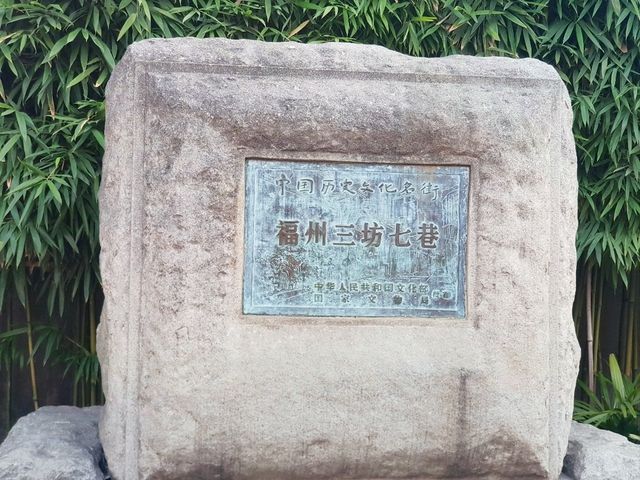 中国历史文化名街
福州三坊七巷
中华人民共和国文化部
国家文物局